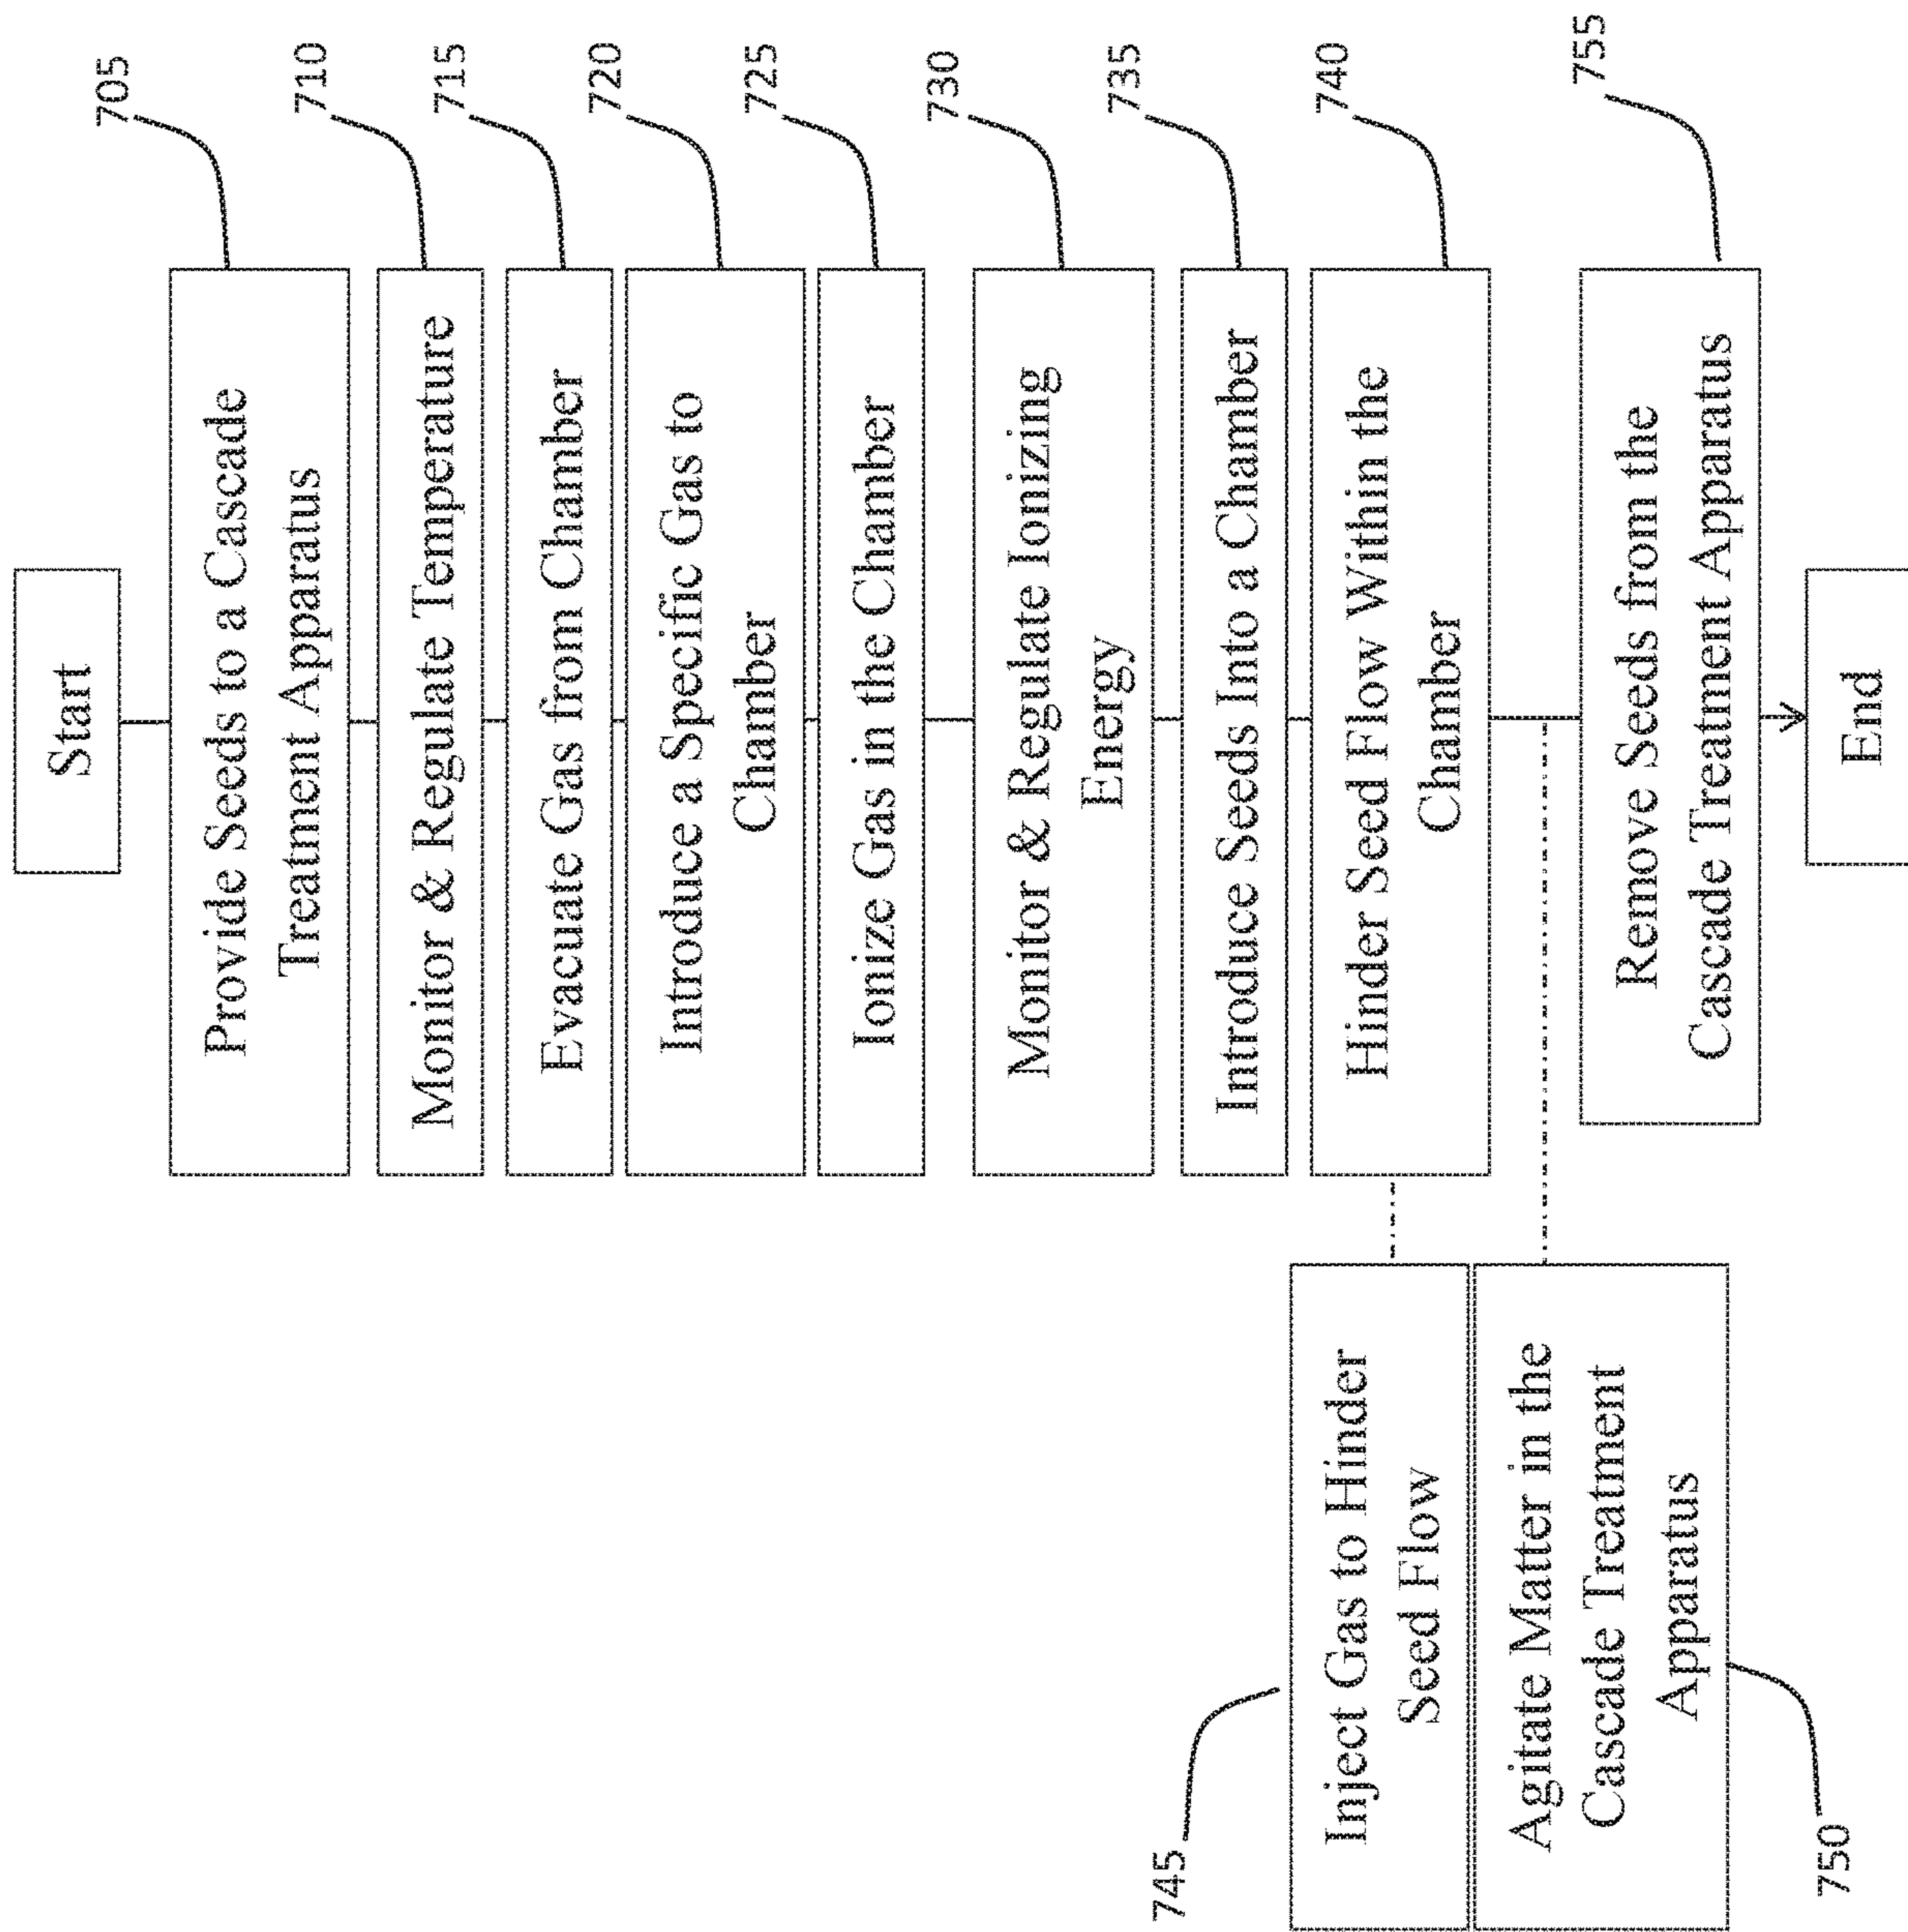 Start
Provide Seeds to a Cascade
Treatment Apparatus
705
Monitor & Regulate Temperature
710
Evacuate Gas from Chamber
715
Introduce a Specific Gas to
Chamber
720
Ionize Gas in the Chamber
725
Monitor & Regulate Ionizing
Energy
730
Introduce Seeds Into a Chamber
735
Hinder Seed Flow Within the
Chamber
740
745
Inject Gas to Hinder
Seed Flow
Agitate Matter in the
Cascade Treatment
Apparatus
750
Remove Seeds from the
Cascade Treatment Apparatus
755
End